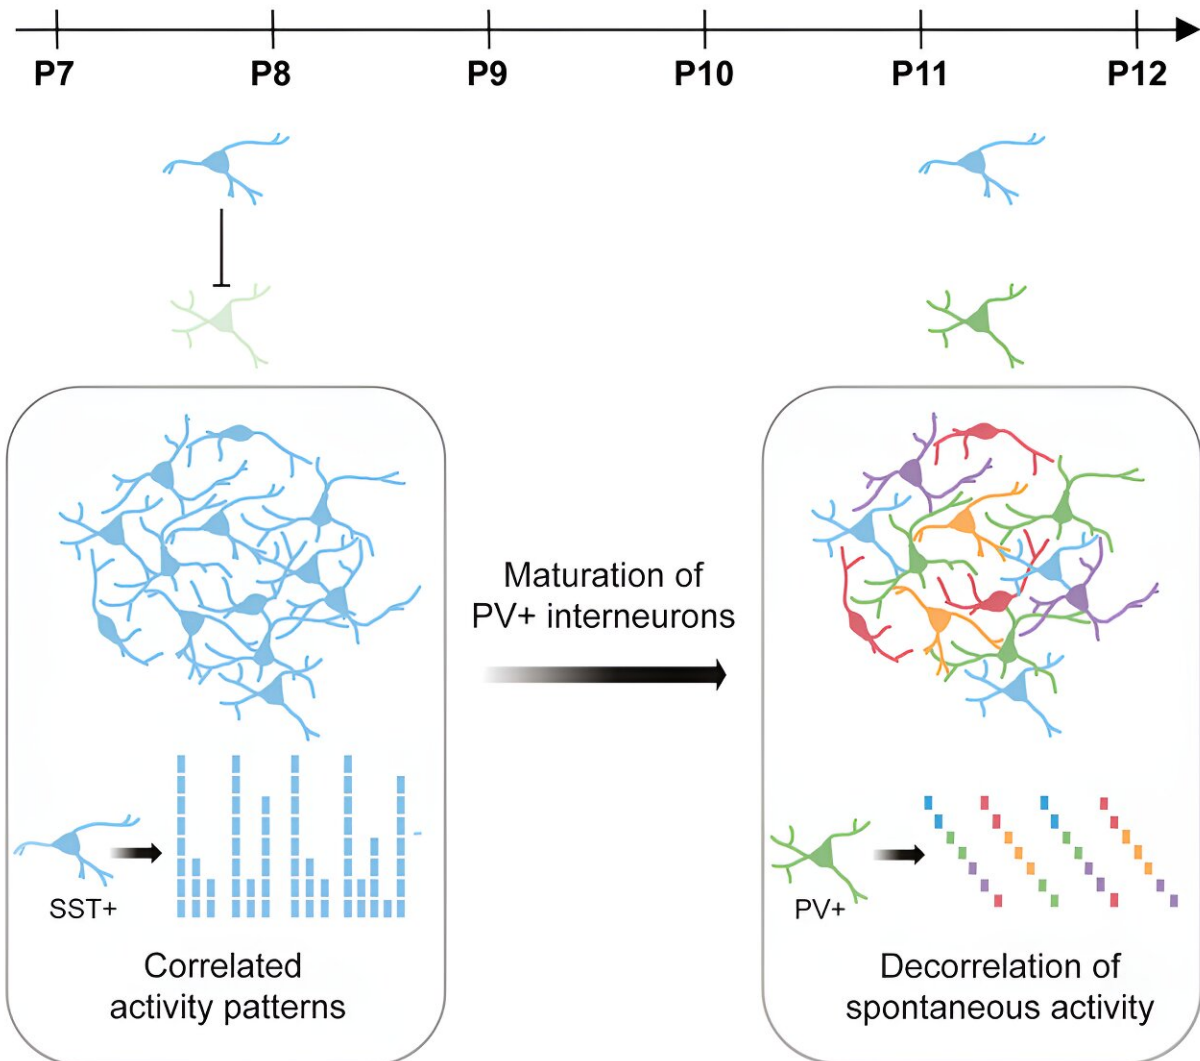 P7 P8 P9 P10 P11 P12
Maturation of
PV+ interneurons
SST+
Correlated
activity patterns
PV+
Decorrelation of
spontaneous activity